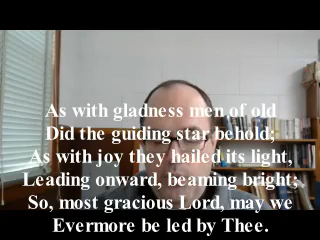 As with gladness men of old
Did the guiding star behold;
As with joy they hailed its light,
Leading onward, beaming bright;
So, most gracious Lord, may we
Evermore be led by Thee.